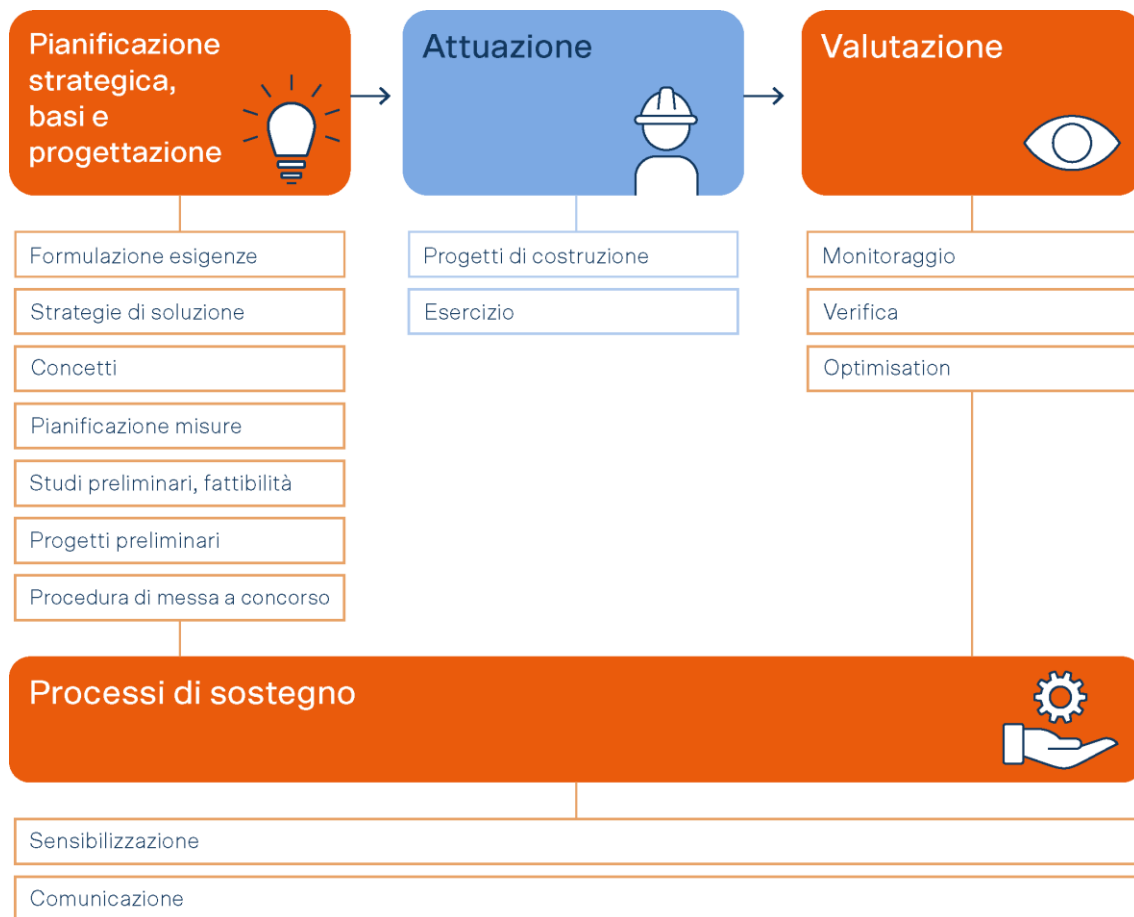 Pianificazione
strategica,
basi e
progettazione
Formulazione esigenze
Strategie di soluzione
Concetti
Pianificazione misure
Studi preliminari, fattibilità
Progetti preliminari
Procedura di messa a concorso
Attuazione
Progetti di costruzione
Esercizio
Valutazione
Monitoraggio
Verifica
Optimisation
Processi di sostegno
Sensibilizzazione
Comunicazione